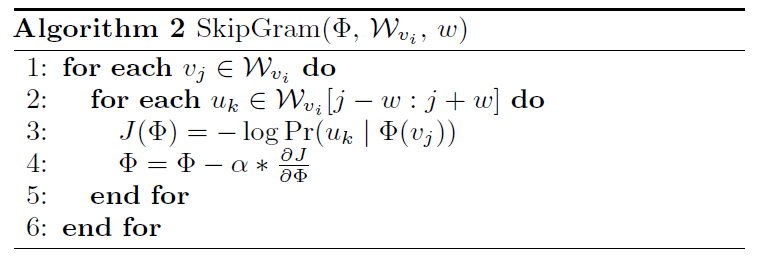 Algorithm 2 SkipGram(Φ, 𝒲_{v_i}, w)
1: for each v_j ∈ 𝒲_{v_i} do
2: for each u_k ∈ 𝒲_{v_i}[j − w : j + w] do
3: J(Φ) = − log Pr(u_k | Φ(v_j))
4: Φ = Φ − α ∗ ∂J/∂Φ
5: end for
6: end for